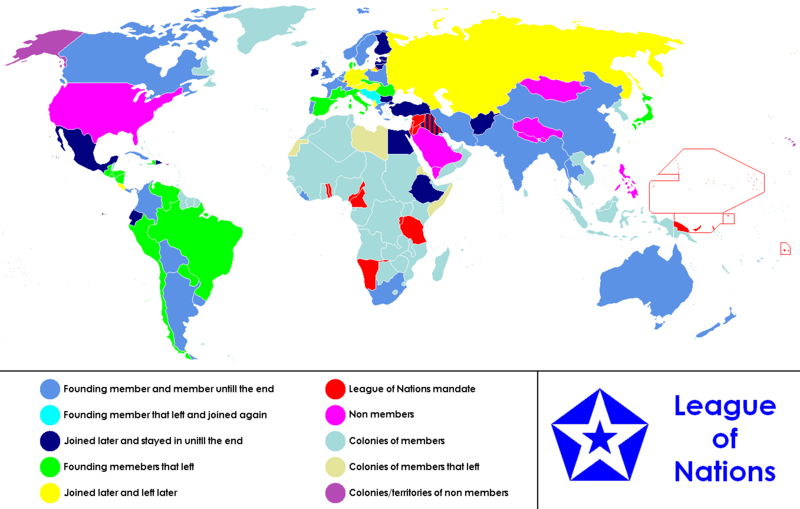 Founding member and member untill the end
Founding member that left and joined again
Joined later and stayed in unitll the end
Founding memebers that left
Joined later and left later
League of Nations mandate
Non members
Colonies of members
Colonies of members that left
Colonies/territories of non members
League
of
Nations